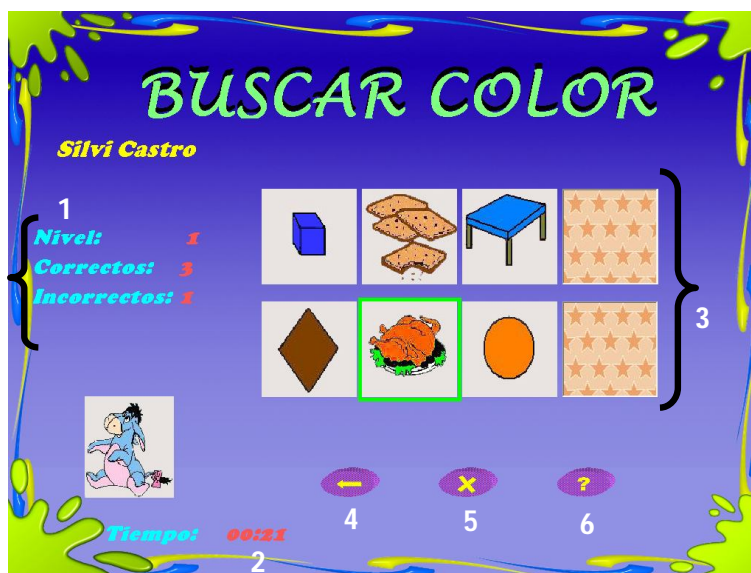 BUSCAR COLOR
Silvi Castro
1
Nivel: 1
Correctos: 3
Incorrectos: 1
3
?
4
5
6
Tiempo: 00:21
2